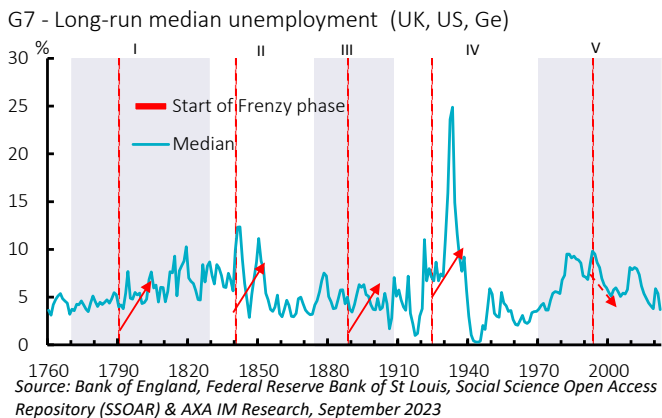 G7 - Long-run median unemployment (UK, US, Ge)
% I II III IV V
30
25
20
15
10
5
0
Start of Frenzy phase
Median
1760 1790 1820 1850 1880 1910 1940 1970 2000
Source: Bank of England, Federal Reserve Bank of St Louis, Social Science Open Access
Repository (SSOAR) & AXA IM Research, September 2023